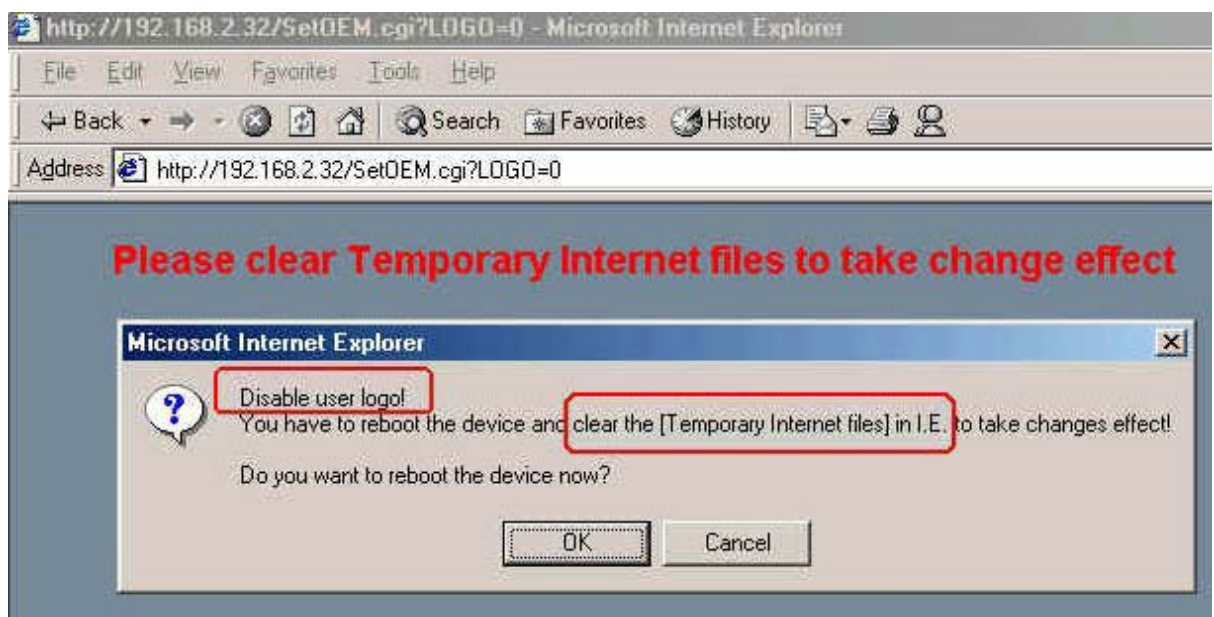 http://192.168.2.32/SetOEM.cgi?LOGO=0 - Microsoft Internet Explorer
File Edit View Favorites Tools Help
Back Search Favorites History
Address http://192.168.2.32/SetOEM.cgi?LOGO=0
Please clear Temporary Internet files to take change effect
Microsoft Internet Explorer
Disable user logo!
You have to reboot the device and clear the [Temporary Internet files] in I.E. to take changes effect!
Do you want to reboot the device now?
OK Cancel